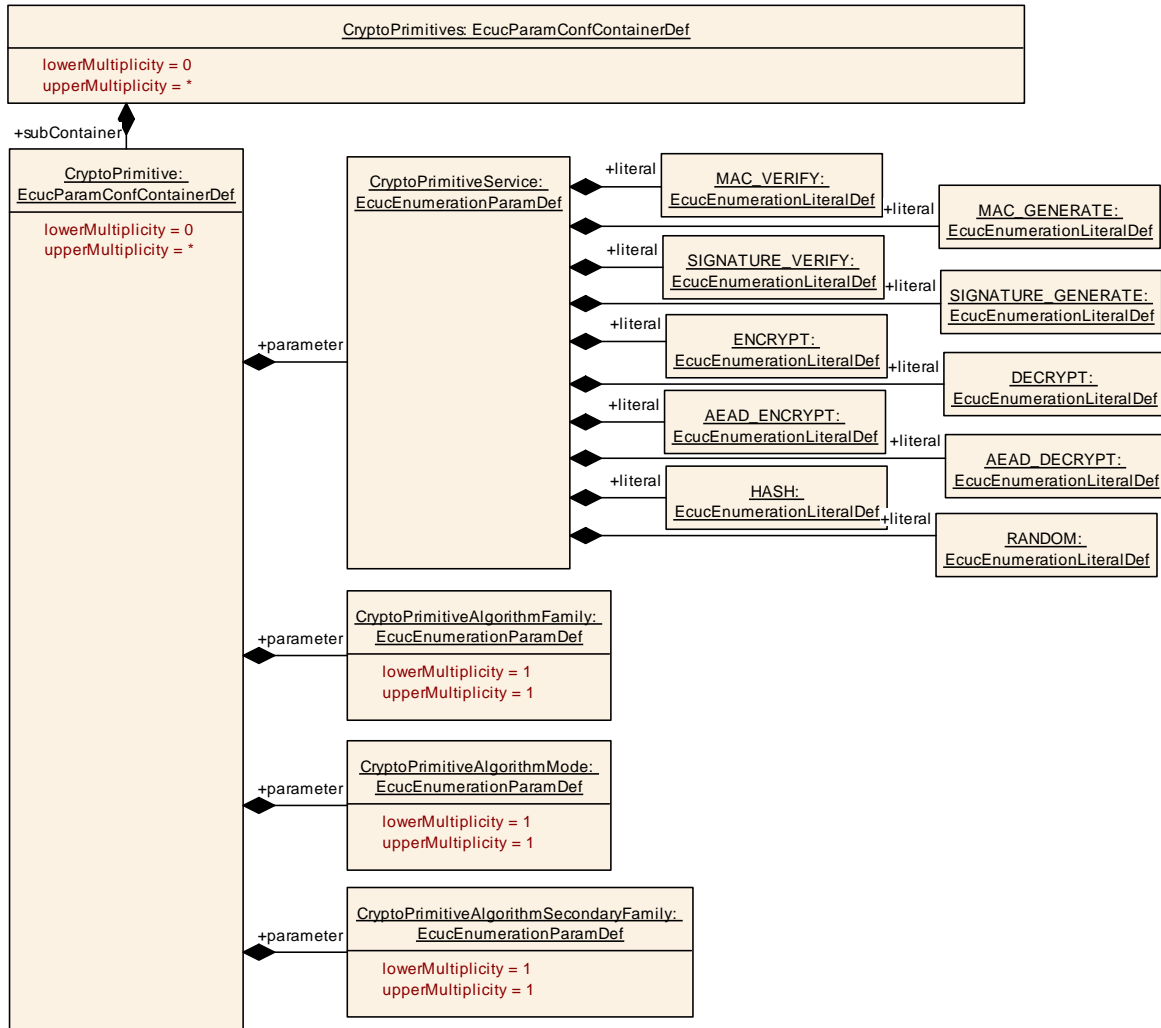 CryptoPrimitives: EcucParamConfContainerDef
lowerMultiplicity = 0
upperMultiplicity = *
+subContainer
CryptoPrimitive:
EcucParamConfContainerDef
lowerMultiplicity = 0
upperMultiplicity = *
+parameter
CryptoPrimitiveService:
EcucEnumerationParamDef
+literal
MAC_VERIFY:
EcucEnumerationLiteralDef
+literal
MAC_GENERATE:
EcucEnumerationLiteralDef
+literal
SIGNATURE_VERIFY:
EcucEnumerationLiteralDef
+literal
SIGNATURE_GENERATE:
EcucEnumerationLiteralDef
+literal
ENCRYPT:
EcucEnumerationLiteralDef
+literal
DECRYPT:
EcucEnumerationLiteralDef
+literal
AEAD_ENCRYPT:
EcucEnumerationLiteralDef
+literal
AEAD_DECRYPT:
EcucEnumerationLiteralDef
+literal
HASH:
EcucEnumerationLiteralDef
+literal
RANDOM:
EcucEnumerationLiteralDef
+parameter
CryptoPrimitiveAlgorithmFamily:
EcucEnumerationParamDef
lowerMultiplicity = 1
upperMultiplicity = 1
+parameter
CryptoPrimitiveAlgorithmMode:
EcucEnumerationParamDef
lowerMultiplicity = 1
upperMultiplicity = 1
+parameter
CryptoPrimitiveAlgorithmSecondaryFamily:
EcucEnumerationParamDef
lowerMultiplicity = 1
upperMultiplicity = 1